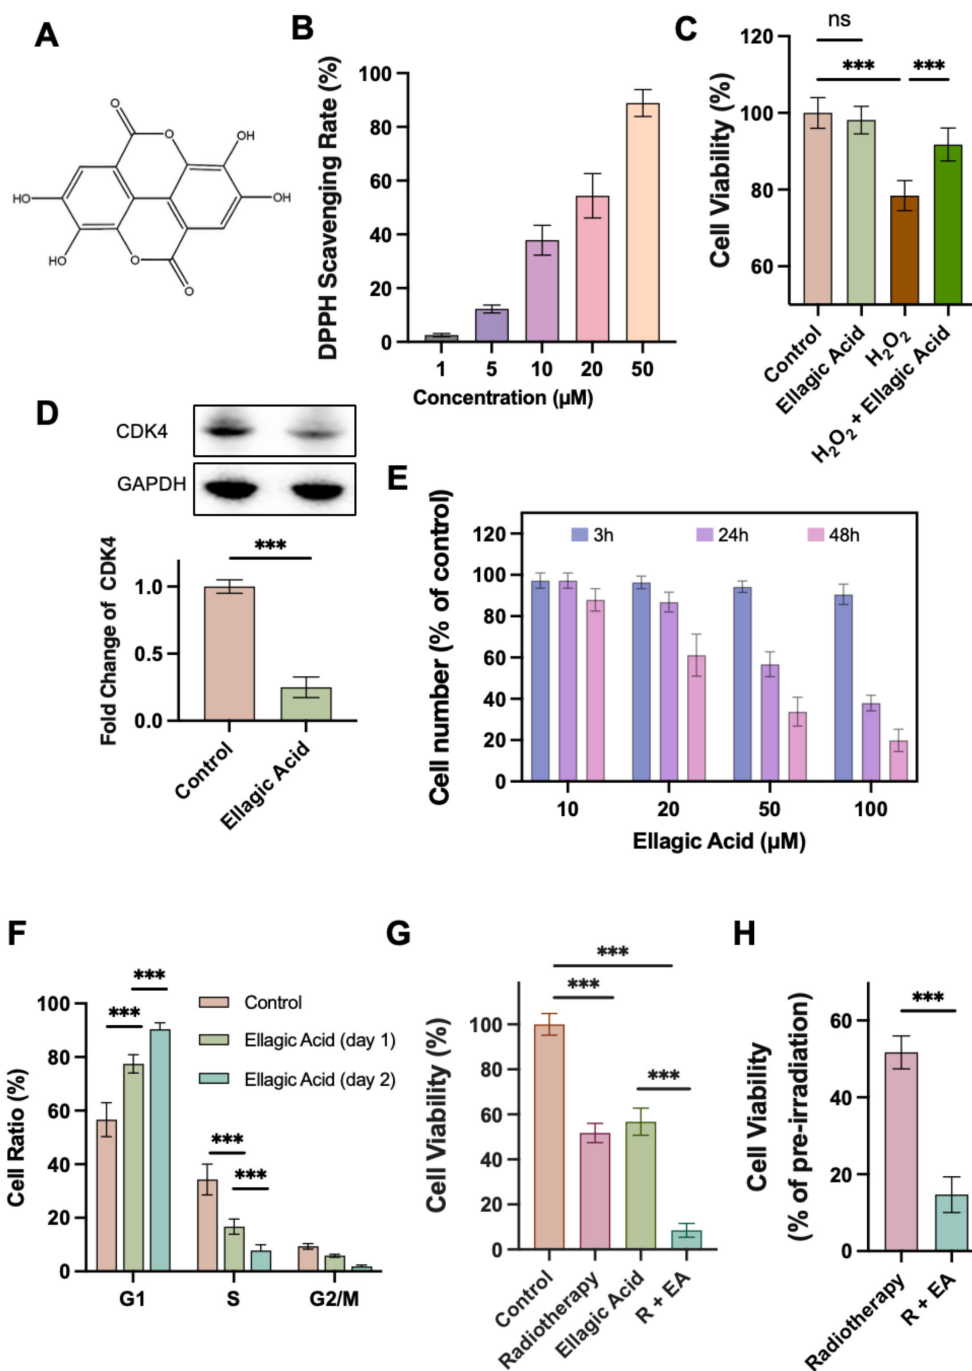 A
O
O
OH
HO
OH
HO
O
O
B
DPPH Scavenging Rate (%)
100
80
60
40
20
0
1 5 10 20 50
Concentration (µM)
C
Cell Viability (%)
ns
*** ***
120
100
80
60
Control
Ellagic Acid
H₂O₂
H₂O₂ + Ellagic Acid
D
CDK4
GAPDH
Fold Change of CDK4
***
1.0
0.5
0.0
Control
Ellagic Acid
E
Cell number (% of control)
3h 24h 48h
120
100
80
60
40
20
0
10 20 50 100
Ellagic Acid (µM)
F
Cell Ratio (%)
***
***
***
***
Control
Ellagic Acid (day 1)
Ellagic Acid (day 2)
100
80
60
40
20
0
G1 S G2/M
G
Cell Viability (%)
***
***
***
100
80
60
40
20
0
Control
Radiotherapy
Ellagic Acid
R + EA
H
Cell Viability
(% of pre-irradiation)
***
60
40
20
0
Radiotherapy
R + EA